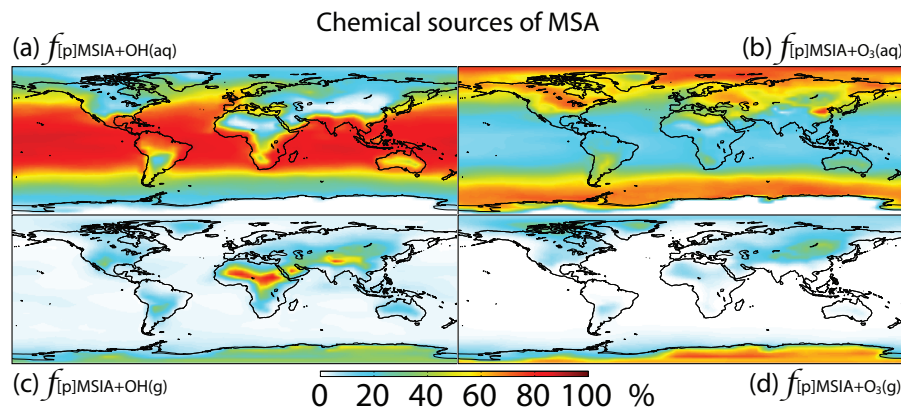 Chemical sources of MSA
(a) f[p]MSIA+OH(aq)
(b) f[p]MSIA+O₃(aq)
(c) f[p]MSIA+OH(g)
0 20 40 60 80 100 %
(d) f[p]MSIA+O₃(g)